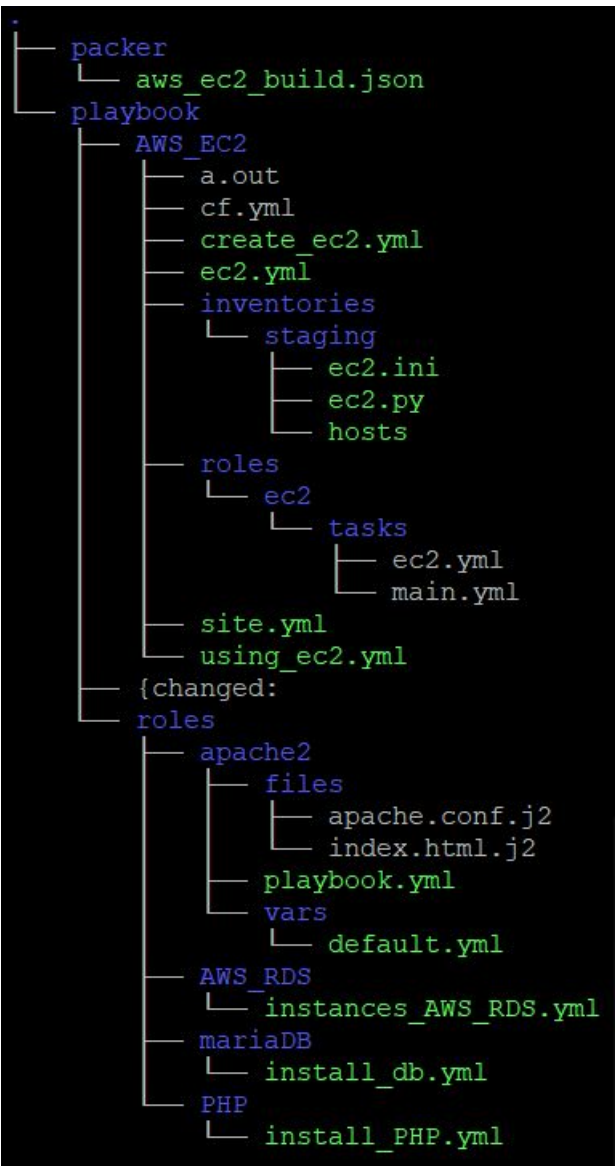 .
├── packer
│   └── aws_ec2_build.json
└── playbook
    ├── AWS_EC2
    │   ├── a.out
    │   ├── cf.yml
    │   ├── create_ec2.yml
    │   ├── ec2.yml
    │   ├── inventories
    │   │   └── staging
    │   │       ├── ec2.ini
    │   │       ├── ec2.py
    │   │       └── hosts
    │   ├── roles
    │   │   └── ec2
    │   │       └── tasks
    │   │           ├── ec2.yml
    │   │           └── main.yml
    │   ├── site.yml
    │   └── using_ec2.yml
    ├── {changed:
    └── roles
        ├── apache2
        │   ├── files
        │   │   ├── apache.conf.j2
        │   │   └── index.html.j2
        │   ├── playbook.yml
        │   └── vars
        │       └── default.yml
        ├── AWS_RDS
        │   └── instances_AWS_RDS.yml
        ├── mariaDB
        │   └── install_db.yml
        └── PHP
            └── install_PHP.yml